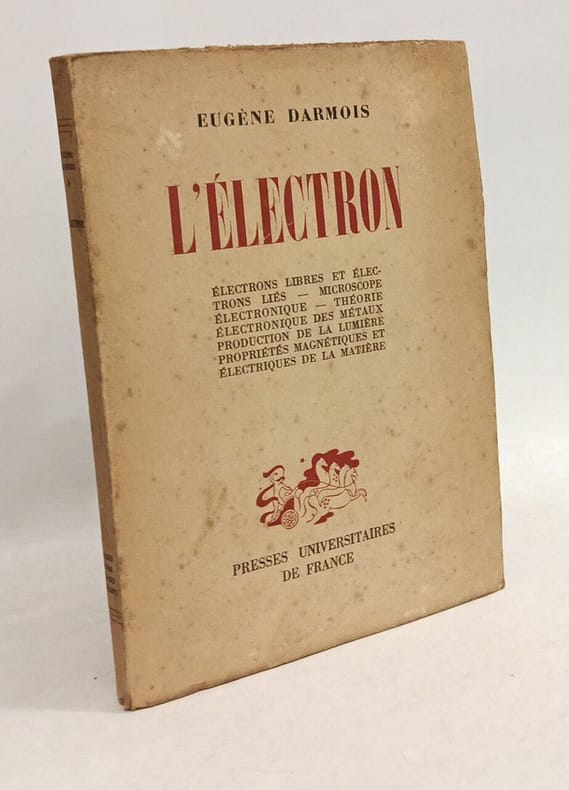 EUGÈNE DARMOIS
L'ÉLECTRON
ÉLECTRONS LIBRES ET ÉLEC-
TRONS LIÉS — MICROSCOPE
ÉLECTRONIQUE — THÉORIE
ÉLECTRONIQUE DES MÉTAUX
PRODUCTION DE LA LUMIÈRE
PROPRIÉTÉS MAGNÉTIQUES ET
ÉLECTRIQUES DE LA MATIÈRE
PRESSES UNIVERSITAIRES
DE FRANCE